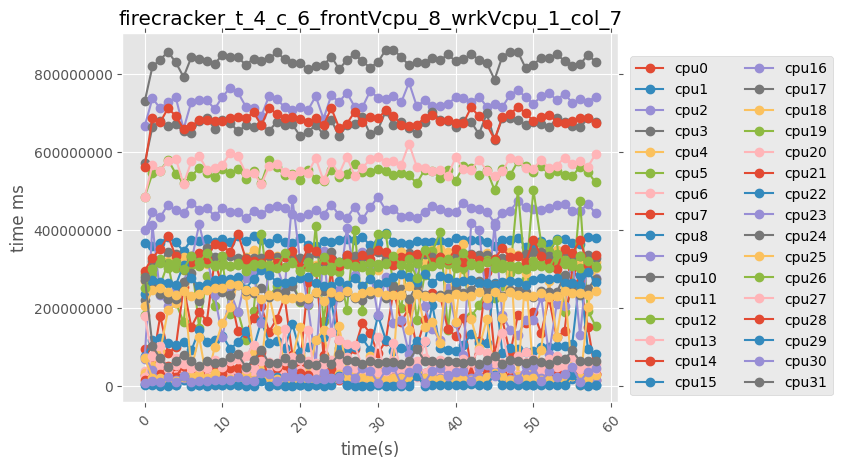 firecracker_t_4_c_6_frontVcpu_8_wrkVcpu_1_col_7
time ms
800000000
600000000
400000000
200000000
0
0
10
20
30
40
50
60
time(s)
cpu0
cpu1
cpu2
cpu3
cpu4
cpu5
cpu6
cpu7
cpu8
cpu9
cpu10
cpu11
cpu12
cpu13
cpu14
cpu15
cpu16
cpu17
cpu18
cpu19
cpu20
cpu21
cpu22
cpu23
cpu24
cpu25
cpu26
cpu27
cpu28
cpu29
cpu30
cpu31